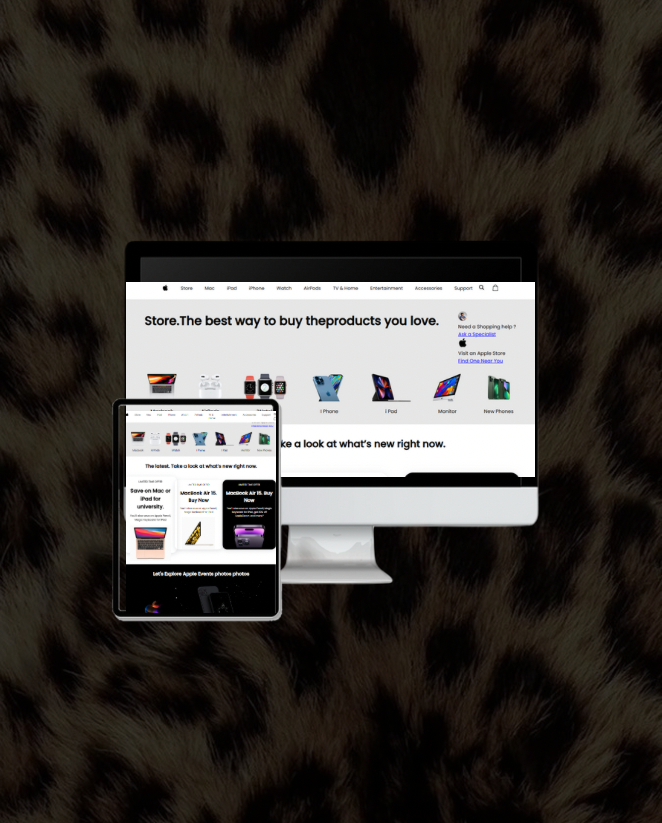 Store Mac iPad iPhone Watch AirPods TV & Home Entertainment Accessories Support
Store.The best way to buy theproducts you love.
Need a Shopping help ?
Ask a Specialist
Visit an Apple Store
Find One Near You
I Phone
I Pad
Monitor
New Phones
ke a look at what's new right now.
The latest. Take a look at what's new right now.
Save on Mac or
iPad for
university.
MacBook Air 15.
Buy Now
MacBook Air 15. Buy
Now
Let's Explore Apple Events photos photos